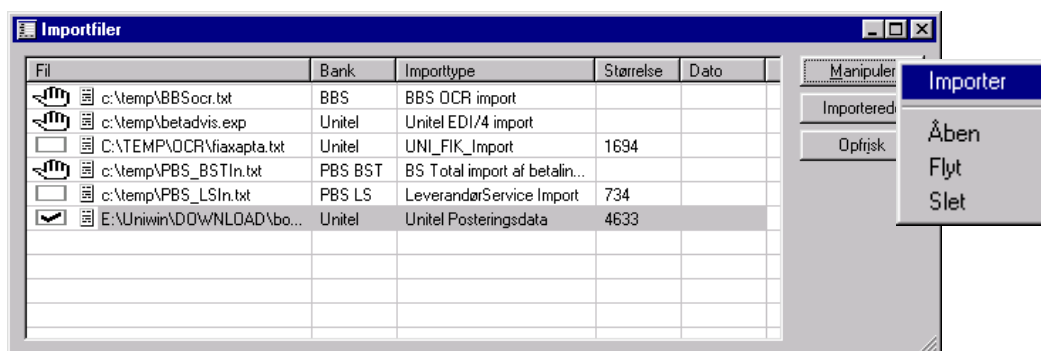 Importfiler
Fil Bank Importtype Størrelse Dato
c:\temp\BBSocr.txt BBS BBS OCR import
c:\temp\betadvis.exp Unitel Unitel EDI/4 import
C:\TEMP\OCR\fiaxapta.txt Unitel UNI_FIK_Import 1694
c:\temp\PBS_BSTIn.txt PBS BST BS Total import af betalin...
c:\temp\PBS_LSIn.txt PBS LS LeverandørService Import 734
E:\Uniwin\DOWNLOAD\bo... Unitel Unitel Posteringsdata 4633
Manipuler
Importerede
Opfrisk
Importer
Åben
Flyt
Slet